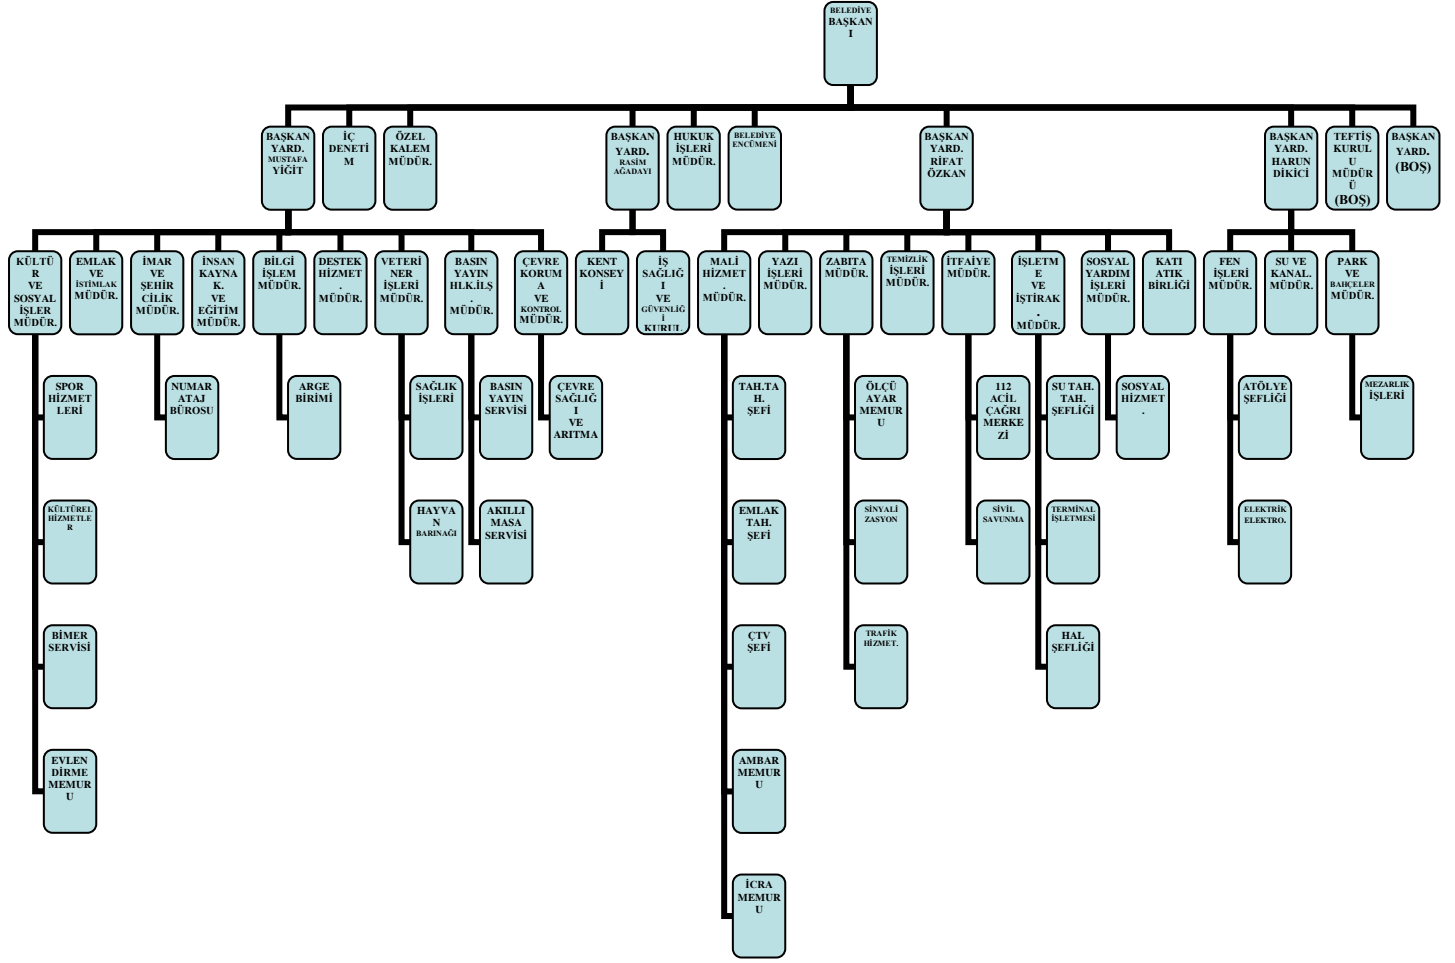 BELEDİYE
BAŞKAN
I
BAŞKAN
YARD.
MUSTAFA
YİĞİT
İÇ
DENETİ
M
ÖZEL
KALEM
MÜDÜR.
BAŞKAN
YARD.
RASİM
AĞADAYI
HUKUK
İŞLERİ
MÜDÜR.
BELEDİYE
ENCÜMENİ
BAŞKAN
YARD.
RİFAT
ÖZKAN
BAŞKAN
YARD.
HARUN
DİKİCİ
TEFTİŞ
KURUL
U
MÜDÜR
Ü
(BOŞ)
BAŞKAN
YARD.
(BOŞ)
KÜLTÜ
R
VE
SOSYAL
İŞLER
MÜDÜR.
EMLAK
VE
İSTİMLAK
MÜDÜR.
İMAR
VE
ŞEHİR
CİLİK
MÜDÜR.
İNSAN
KAYNA
K.
VE
EĞİTİM
MÜDÜR.
BİLGİ
İŞLEM
MÜDÜR.
DESTEK
HİZMET
.
MÜDÜR.
VETERİ
NER
İŞLERİ
MÜDÜR.
BASIN
YAYIN
HLK.İLŞ
.
MÜDÜR.
ÇEVRE
KORUM
A
VE
KONTROL
MÜDÜR.
KENT
KONSEY
İ
İŞ
SAĞLIĞ
I
VE
GÜVENLİĞ
İ
KURUL
MALİ
HİZMET
.
MÜDÜR.
YAZI
İŞLERİ
MÜDÜR.
ZABITA
MÜDÜR.
TEMİZLİK
İŞLERİ
MÜDÜR.
İTFAİYE
MÜDÜR.
İŞLETM
E
VE
İŞTİRAK
.
MÜDÜR.
SOSYAL
YARDIM
İŞLERİ
MÜDÜR.
KATI
ATIK
BİRLİĞİ
FEN
İŞLERİ
MÜDÜR.
SU VE
KANAL.
MÜDÜR.
PARK
VE
BAHÇELER
MÜDÜR.
SPOR
HİZMET
LERİ
NUMAR
ATAJ
BÜROSU
ARGE
BİRİMİ
SAĞLIK
İŞLERİ
BASIN
YAYIN
SERVİSİ
ÇEVRE
SAĞLIĞ
I
VE
ARITMA
TAH.TA
H.
ŞEFİ
ÖLÇÜ
AYAR
MEMUR
U
112
ACİL
ÇAĞRI
MERKE
Zİ
SU TAH.
TAH.
ŞEFLİĞİ
SOSYAL
HİZMET
.
ATÖLYE
ŞEFLİĞİ
MEZARLIK
İŞLERİ
KÜLTÜREL
HİZMETLE
R
HAYVA
N
BARINAĞI
AKILLI
MASA
SERVİSİ
EMLAK
TAH.
ŞEFİ
SİNYALİ
ZASYON
SİVİL
SAVUNMA
TERMİNAL
İŞLETMESİ
ELEKTRİK
ELEKTRO.
BİMER
SERVİSİ
ÇTV
ŞEFİ
TRAFİK
HİZMET.
HAL
ŞEFLİĞİ
EVLEN
DİRME
MEMUR
U
AMBAR
MEMUR
U
İCRA
MEMUR
U